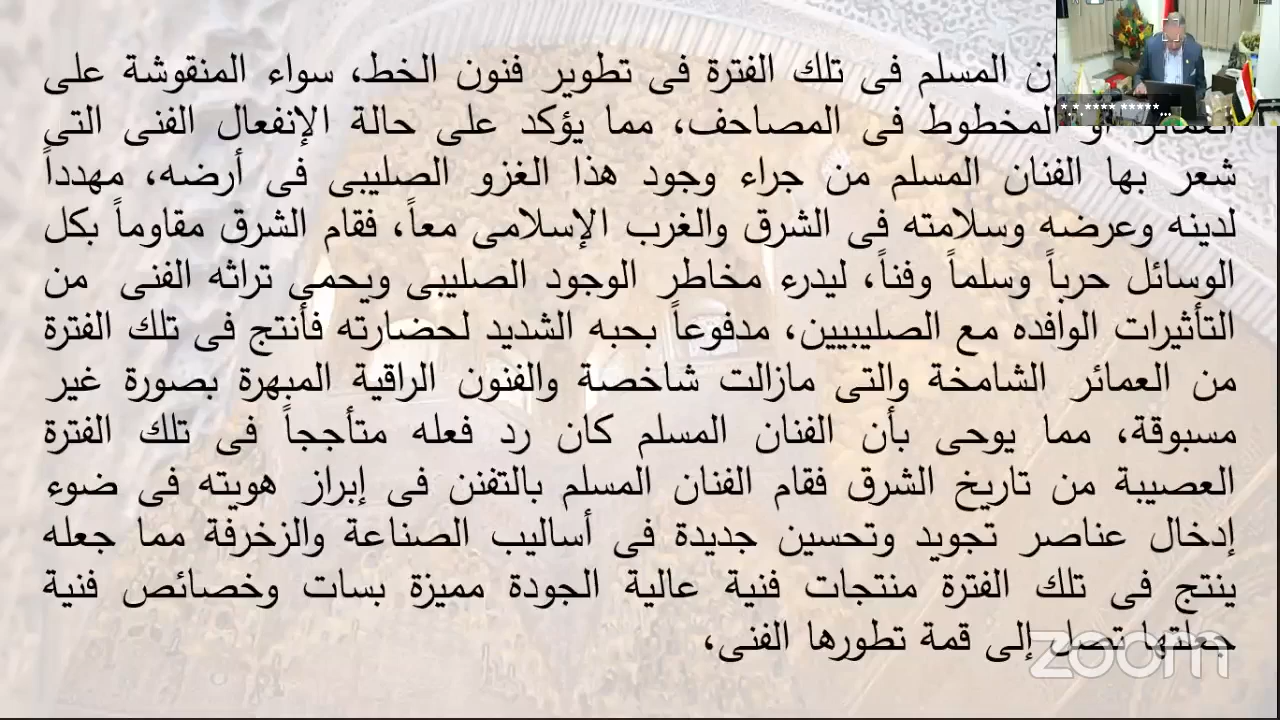 المسلم فى تلك الفترة فى تطوير فنون الخط، سواء المنقوشة على
المخطوط فى المصاحف، مما يؤكد على حالة الإنفعال الفنى التى
شعر بها الفنان المسلم من جراء وجود هذا الغزو الصليبى فى أرضه، مهدداً
لدينه وعرضه وسلامته فى الشرق والغرب الإسلامى معاً، فقام الشرق مقاوماً بكل
الوسائل حرباً وسلماً وفناً، ليدرء مخاطر الوجود الصليبى ويحمى تراثه الفنى من
التأثيرات الوافده مع الصليبيين، مدفوعاً بحبه الشديد لحضارته فأنتج فى تلك الفترة
من العمائر الشامخة والتى مازالت شاخصة والفنون الراقية المبهرة بصورة غير
مسبوقة، مما يوحى بأن الفنان المسلم كان رد فعله متأججاً فى تلك الفترة
العصيبة من تاريخ الشرق فقام الفنان المسلم بالتفنن فى إبراز هويته فى ضوء
إدخال عناصر تجويد وتحسين جديدة فى أساليب الصناعة والزخرفة مما جعله
ينتج فى تلك الفترة منتجات فنية عالية الجودة مميزة بسات وخصائص فنية
جعلتها تصل إلى قمة تطورها الفنى،
zoom